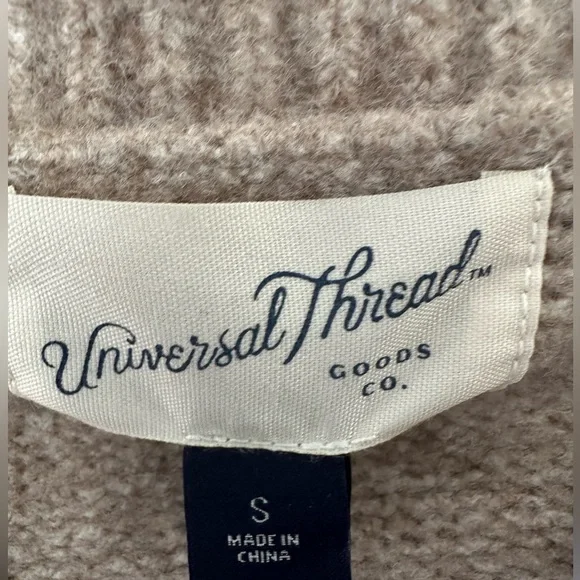 Universal Thread™
GOODS
CO.
S
MADE IN
CHINA